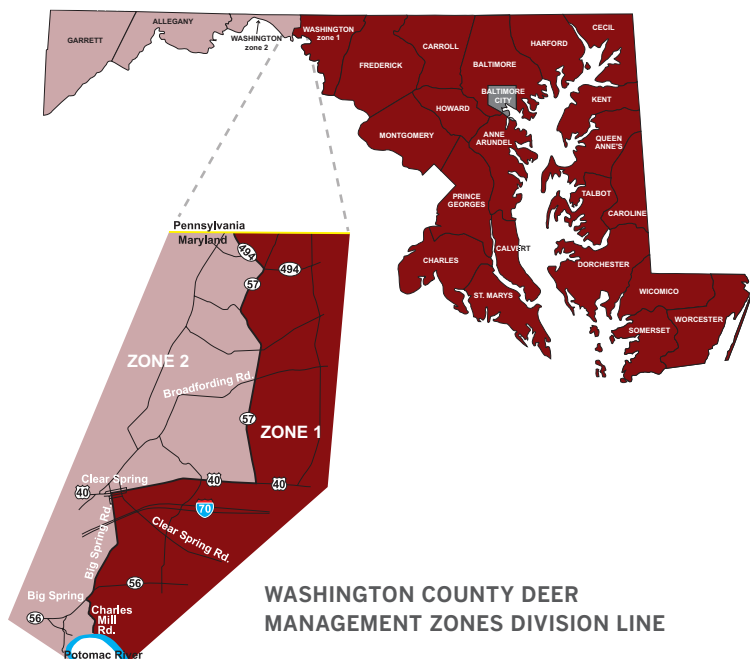 GARRETT
ALLEGANY
WASHINGTON
zone 2
WASHINGTON
zone 1
FREDERICK
CARROLL
BALTIMORE
HARFORD
CECIL
BALTIMORE
CITY
HOWARD
MONTGOMERY
ANNE
ARUNDEL
KENT
QUEEN
ANNE'S
TALBOT
CAROLINE
PRINCE
GEORGES
CALVERT
CHARLES
ST. MARYS
DORCHESTER
WICOMICO
WORCESTER
SOMERSET
Pennsylvania
Maryland
494
494
57
ZONE 2
Broadfording Rd.
57
ZONE 1
Clear Spring
40
40
40
70
Big Spring Rd.
Clear Spring Rd.
56
Big Spring
56
Charles
Mill
Rd.
Potomac River
WASHINGTON COUNTY DEER
MANAGEMENT ZONES DIVISION LINE